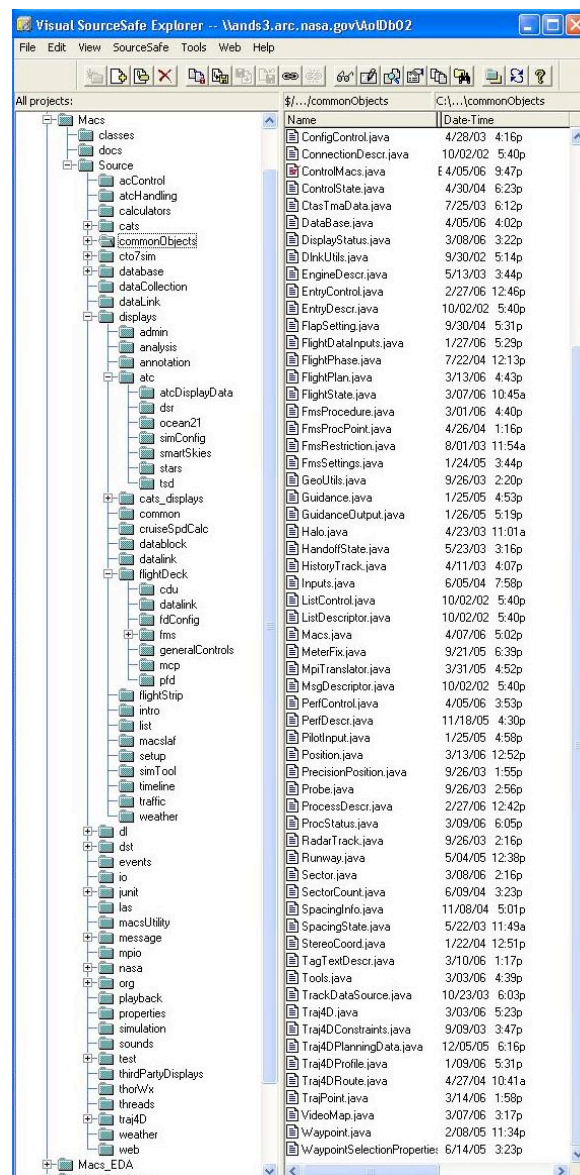 Visual SourceSafe Explorer -- \\ands3.arc.nasa.gov\AolDb02
File Edit View SourceSafe Tools Web Help
All projects:
Macs
classes
docs
Source
acControl
atcHandling
calculators
cats
commonObjects
cto7sim
database
dataCollection
dataLink
displays
admin
analysis
annotation
atc
atcDisplayData
dsr
ocean21
simConfig
smartSkies
stars
tsd
cats_displays
common
cruiseSpdCalc
datablock
datalink
flightDeck
cdu
datalink
fdConfig
fms
generalControls
mcp
pfd
flightStrip
intro
list
macslaf
setup
simTool
timeline
traffic
weather
dl
dst
events
io
junit
las
macsUtility
message
mpio
nasa
org
playback
properties
simulation
sounds
test
thirdPartyDisplays
thorWx
threads
traj4D
weather
web
Macs_EDA
$/.../commonObjects C:\...\commonObjects
Name Date-Time
ConfigControl.java 4/28/03 4:16p
ConnectionDescr.java 10/02/02 5:40p
ControlMacs.java E 4/05/06 9:47p
ControlState.java 4/30/04 6:23p
CtasTmaData.java 7/25/03 6:12p
DataBase.java 4/05/06 4:02p
DisplayStatus.java 3/08/06 3:22p
DlnkUtils.java 9/30/02 5:14p
EngineDescr.java 5/13/03 3:44p
EntryControl.java 2/27/06 12:46p
EntryDescr.java 10/02/02 5:40p
FlapSetting.java 9/30/04 5:31p
FlightDataInputs.java 1/27/06 5:29p
FlightPhase.java 7/22/04 12:13p
FlightPlan.java 3/13/06 4:43p
FlightState.java 3/07/06 10:45a
FmsProcedure.java 3/01/06 4:40p
FmsProcPoint.java 4/26/04 1:16p
FmsRestriction.java 8/01/03 11:54a
FmsSettings.java 1/24/05 3:44p
GeoUtils.java 9/26/03 2:20p
Guidance.java 1/25/05 4:53p
GuidanceOutput.java 1/26/05 5:19p
Halo.java 4/23/03 11:01a
HandoffState.java 5/23/03 3:16p
HistoryTrack.java 4/11/03 4:07p
Inputs.java 6/05/04 7:58p
ListControl.java 10/02/02 5:40p
ListDescriptor.java 10/02/02 5:40p
Macs.java 4/07/06 5:02p
MeterFix.java 9/21/05 6:39p
MpiTranslator.java 3/31/05 4:52p
MsgDescriptor.java 10/02/02 5:40p
PerfControl.java 4/05/06 3:53p
PerfDescr.java 11/18/05 4:30p
PilotInput.java 1/25/05 4:58p
Position.java 3/13/06 12:52p
PrecisionPosition.java 9/26/03 1:55p
Probe.java 9/26/03 2:56p
ProcessDescr.java 2/27/06 12:42p
ProcStatus.java 3/09/06 6:05p
RadarTrack.java 9/26/03 2:16p
Runway.java 5/04/05 12:38p
Sector.java 3/08/06 2:16p
SectorCount.java 6/09/04 3:23p
SpacingInfo.java 11/08/04 5:01p
SpacingState.java 5/22/03 11:49a
StereoCoord.java 1/22/04 12:51p
TagTextDescr.java 3/10/06 1:17p
Tools.java 3/03/06 4:39p
TrackDataSource.java 10/23/03 6:03p
Traj4D.java 3/03/06 5:23p
Traj4DConstraints.java 9/09/03 3:47p
Traj4DPlanningData.java 12/05/05 6:16p
Traj4DProfile.java 1/09/06 5:31p
Traj4DRoute.java 4/27/04 10:41a
TrajPoint.java 3/14/06 1:58p
VideoMap.java 3/07/06 3:17p
Waypoint.java 2/08/05 11:34p
WaypointSelectionPropertie: 6/14/05 3:23p